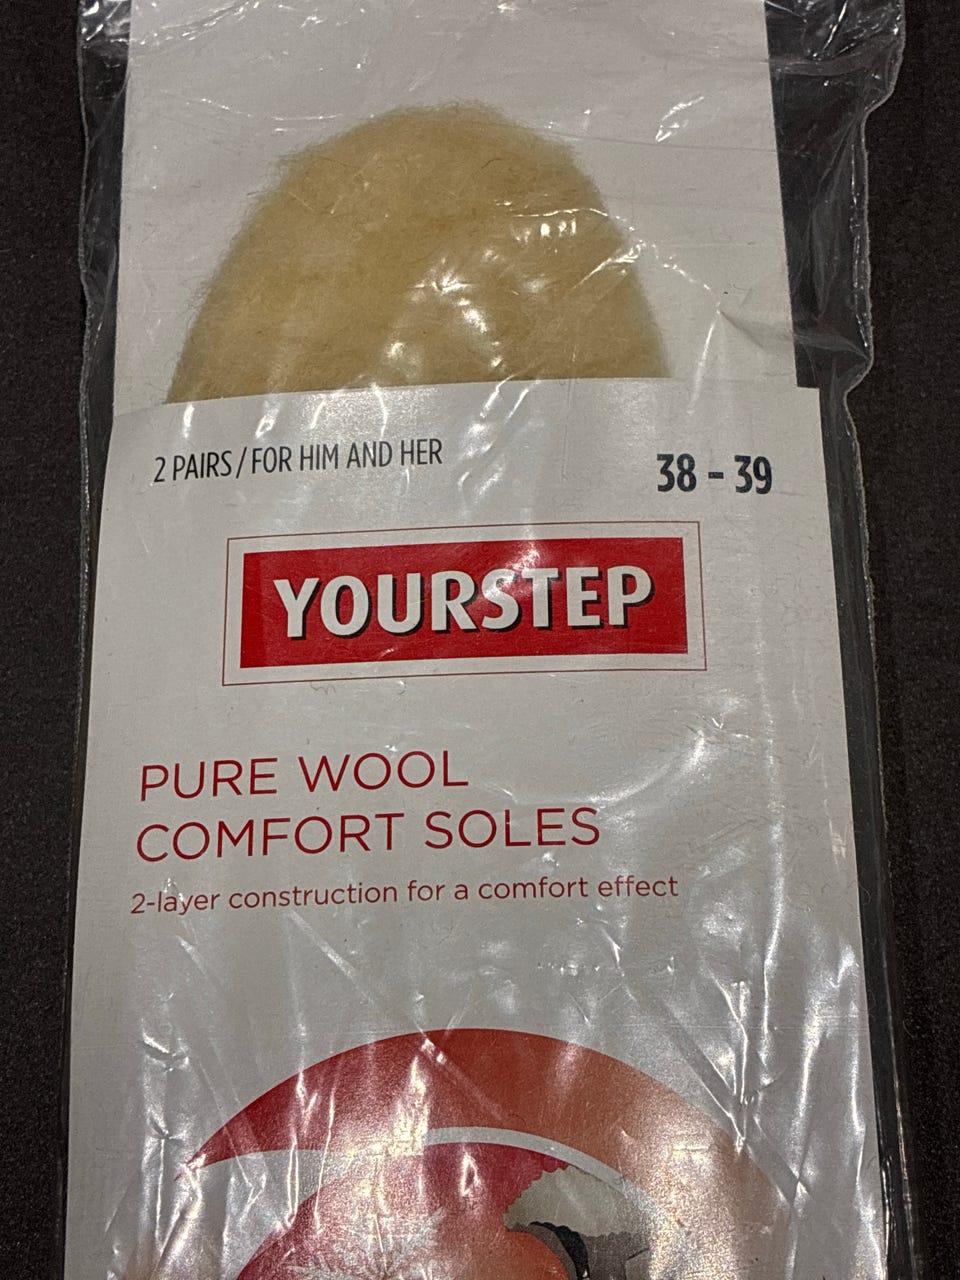 2 PAIRS / FOR HIM AND HER
38 – 39
YOURSTEP
PURE WOOL
COMFORT SOLES
2-layer construction for a comfort effect